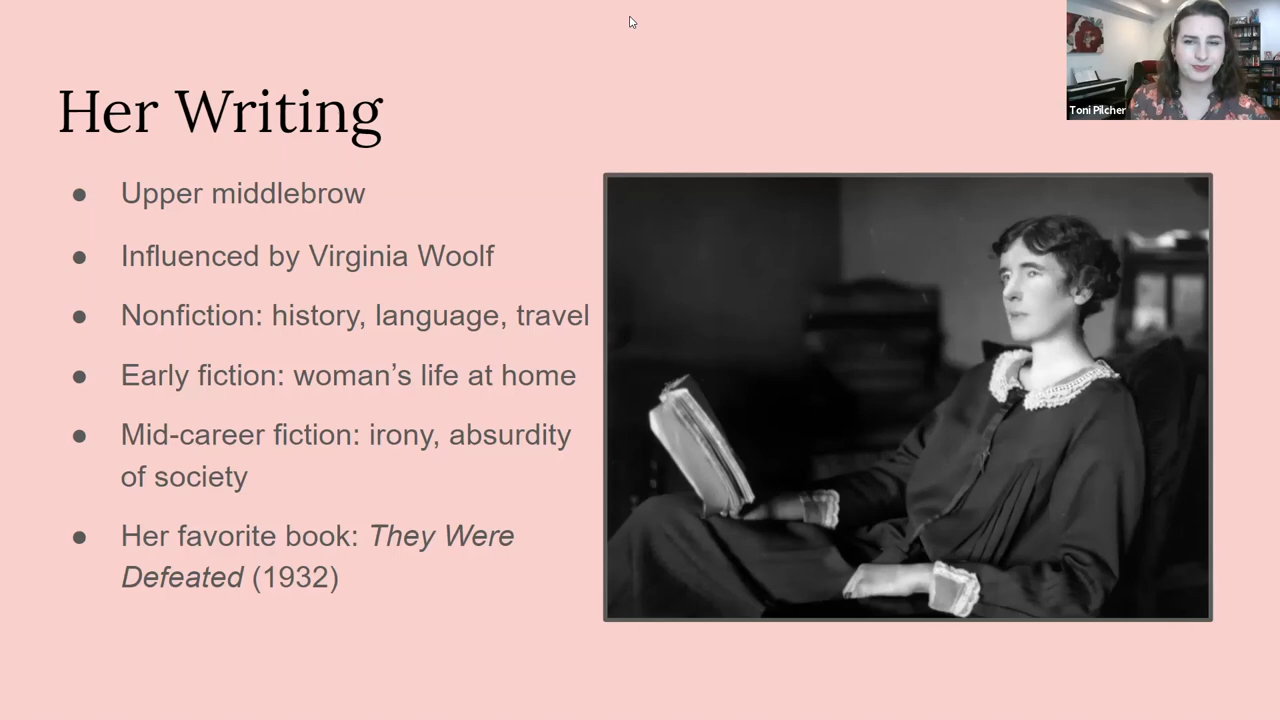 Toni Pilcher
Her Writing
● Upper middlebrow
● Influenced by Virginia Woolf
● Nonfiction: history, language, travel
● Early fiction: woman’s life at home
● Mid-career fiction: irony, absurdity
of society
● Her favorite book: They Were
Defeated (1932)